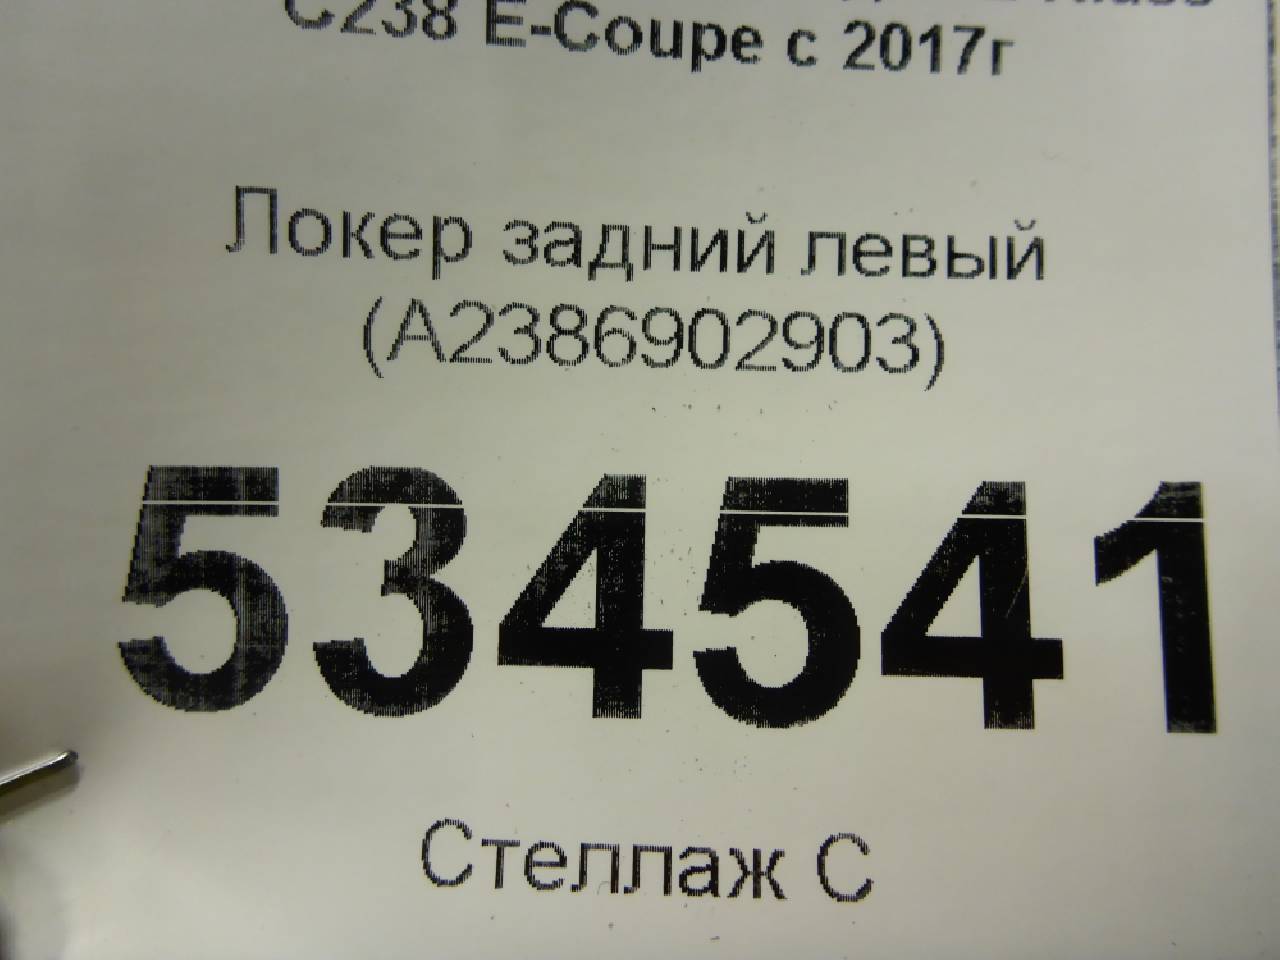 C238 E-Coupe с 2017г
Локер задний левый
(A2386902903)
534541
Стеллаж С